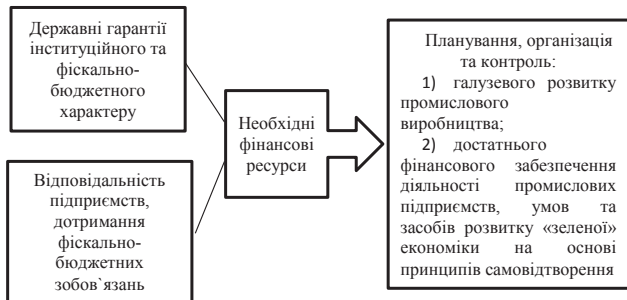 Державні гарантії
інституційного та
фіскально-
бюджетного
характеру
Відповідальність
підприємств,
дотримання
фіскально-
бюджетних
зобов`язань
Необхідні
фінансові
ресурси
Планування, організація
та контроль:
1) галузевого розвитку
промислового
виробництва;
2) достатнього
фінансового забезпечення
діяльності промислових
підприємств, умов та
засобів розвитку «зеленої»
економіки на основі
принципів самовідтворення